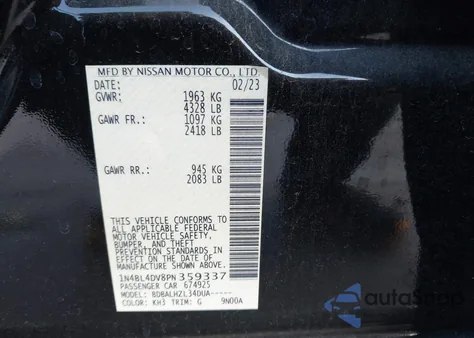 MFD BY NISSAN MOTOR CO., LTD.
02/23
GVWR: 1963 KG
4328 LB
GAWR FR.: 1097 KG
2418 LB
GAWR RR.: 945 KG
2083 LB
THIS VEHICLE CONFORMS TO
ALL APPLICABLE FEDERAL
MOTOR VEHICLE SAFETY,
BUMPER, AND THEFT
PREVENTION STANDARDS IN
EFFECT ON THE DATE OF
MANUFACTURE SHOWN ABOVE.
1N4BL4DV8PN359337
PASSENGER CAR 674925
MODEL: BDBALHZL34DUA-----
COLOR: KH3 TRIM: G 9N00A
AutoSnap